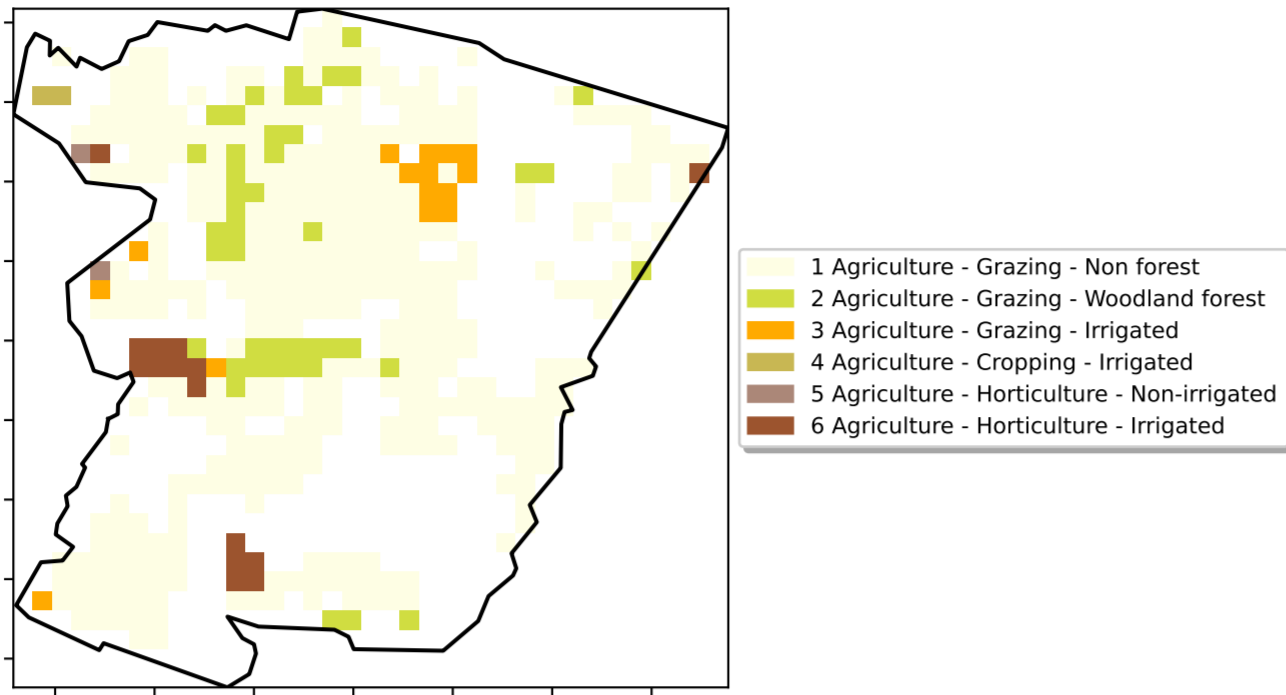 1 Agriculture - Grazing - Non forest
2 Agriculture - Grazing - Woodland forest
3 Agriculture - Grazing - Irrigated
4 Agriculture - Cropping - Irrigated
5 Agriculture - Horticulture - Non-irrigated
6 Agriculture - Horticulture - Irrigated